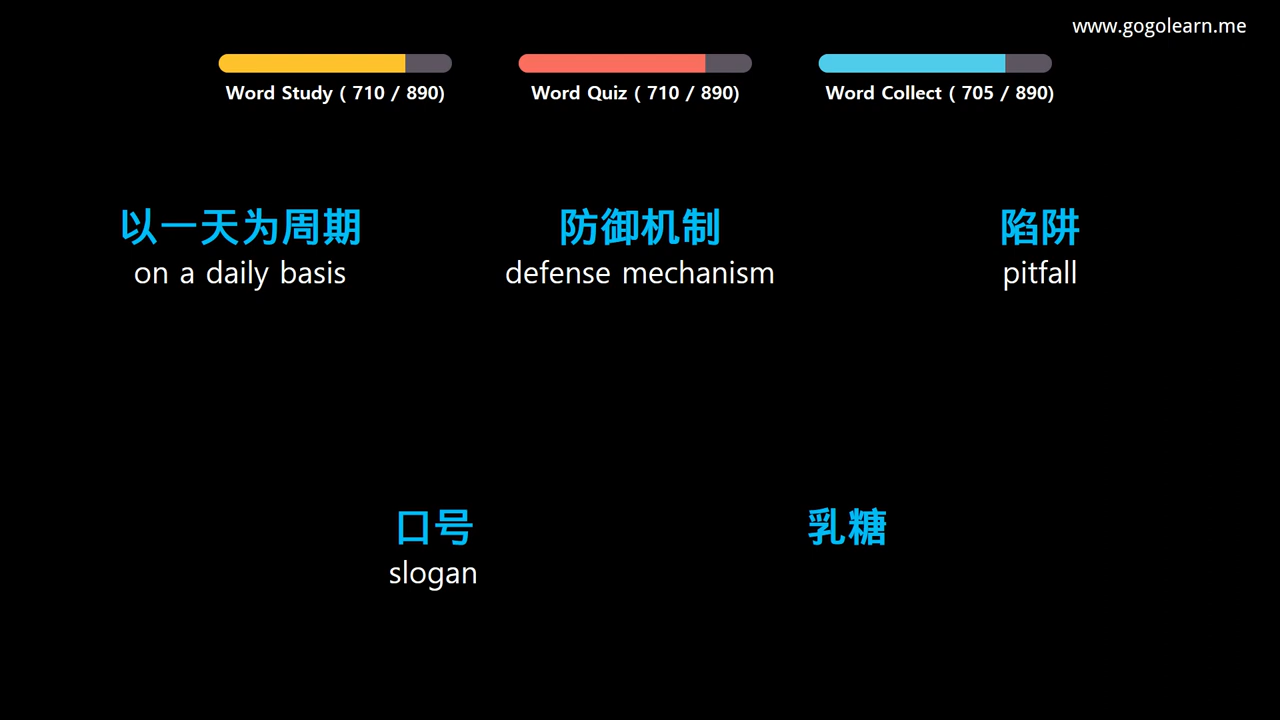 www.gogolearn.me
Word Study ( 710 / 890)
Word Quiz ( 710 / 890)
Word Collect ( 705 / 890)
以一天为周期
on a daily basis
防御机制
defense mechanism
陷阱
pitfall
口号
slogan
乳糖